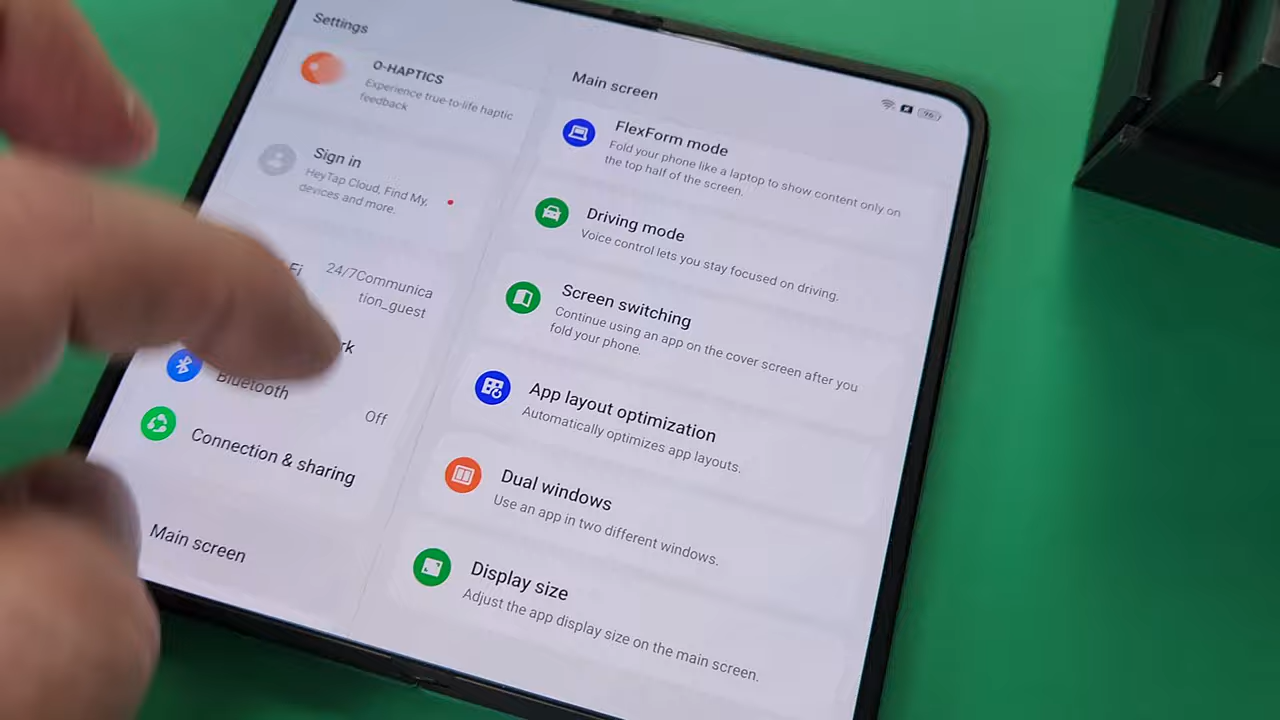 Settings
O-HAPTICS
Experience true-to-life haptic
feedback
Sign in
HeyTap Cloud, Find My,
devices and more.
Fi
24/7Communica
tion_guest
rk
Bluetooth
Off
Connection & sharing
Main screen
Main screen
FlexForm mode
Fold your phone like a laptop to show content only on
the top half of the screen.
Driving mode
Voice control lets you stay focused on driving.
Screen switching
Continue using an app on the cover screen after you
fold your phone.
App layout optimization
Automatically optimizes app layouts.
Dual windows
Use an app in two different windows.
Display size
Adjust the app display size on the main screen.